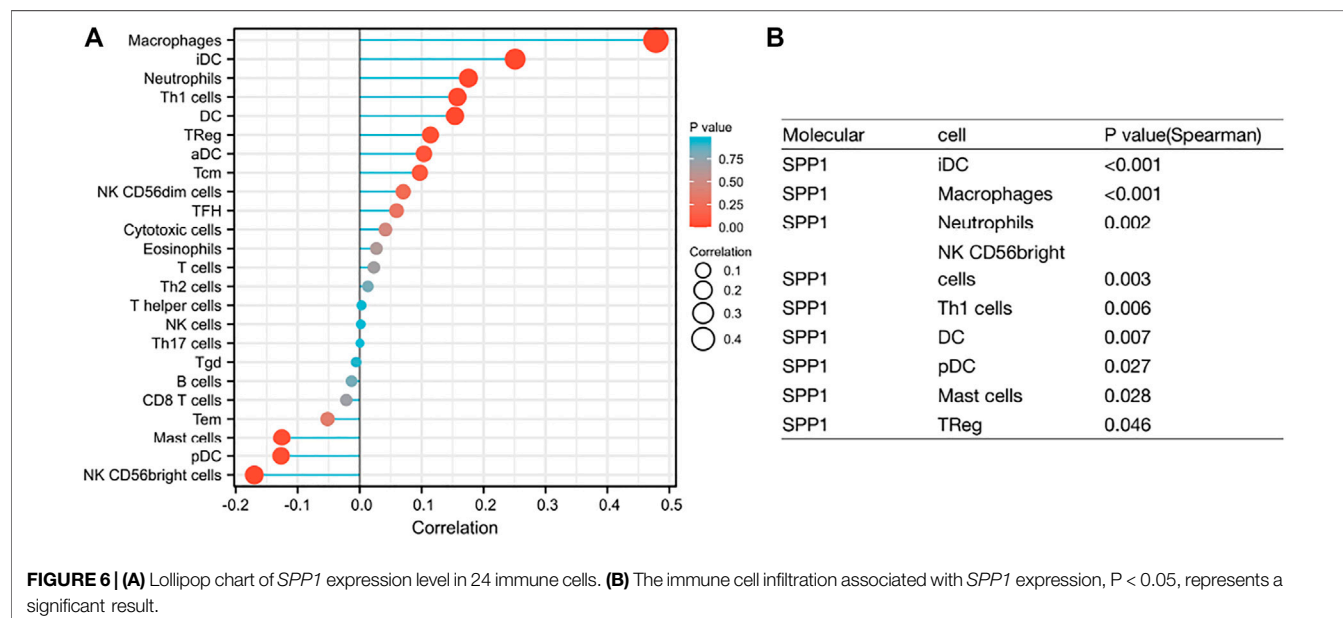 A
Macrophages
iDC
Neutrophils
Th1 cells
DC
TReg
aDC
Tcm
NK CD56dim cells
TFH
Cytotoxic cells
Eosinophils
T cells
Th2 cells
T helper cells
NK cells
Th17 cells
Tgd
B cells
CD8 T cells
Tem
Mast cells
pDC
NK CD56bright cells
-0.2 -0.1 0.0 0.1 0.2 0.3 0.4 0.5
Correlation
P value
0.75
0.50
0.25
0.00
Correlation
0.1
0.2
0.3
0.4
B
Molecular cell P value(Spearman)
SPP1 iDC <0.001
SPP1 Macrophages <0.001
SPP1 Neutrophils 0.002
NK CD56bright
SPP1 cells 0.003
SPP1 Th1 cells 0.006
SPP1 DC 0.007
SPP1 pDC 0.027
SPP1 Mast cells 0.028
SPP1 TReg 0.046
FIGURE 6 | (A) Lollipop chart of SPP1 expression level in 24 immune cells. (B) The immune cell infiltration associated with SPP1 expression, P < 0.05, represents a
significant result.